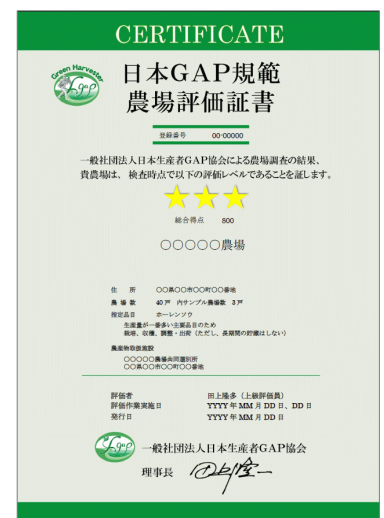 CERTIFICATE
Green Harvester
日本GAP規範
農場評価証書
登録番号 00-00000
一般社団法人日本生産者GAP協会による農場調査の結果、
貴農場は、検査時点で以下の評価レベルであることを証します。
総合得点 800
○○○○○農場
住 所 ○○県○○市○○町○○番地
農 場 数 40戸 内サンプル農場数 3戸
指定品目 ホーレンソウ
生産量が一番多い主要品目のため
栽培、収穫、調整・出荷（ただし、長期間の貯蔵はしない）
農産物取扱施設
○○○○○農場共同選別所
○○県○○市○○町○○番地
評価者 田上隆多（上級評価員）
評価作業実施日 YYYY年MM月DD日、DD日
発行日 YYYY年MM月DD日
一般社団法人日本生産者GAP協会
理事長